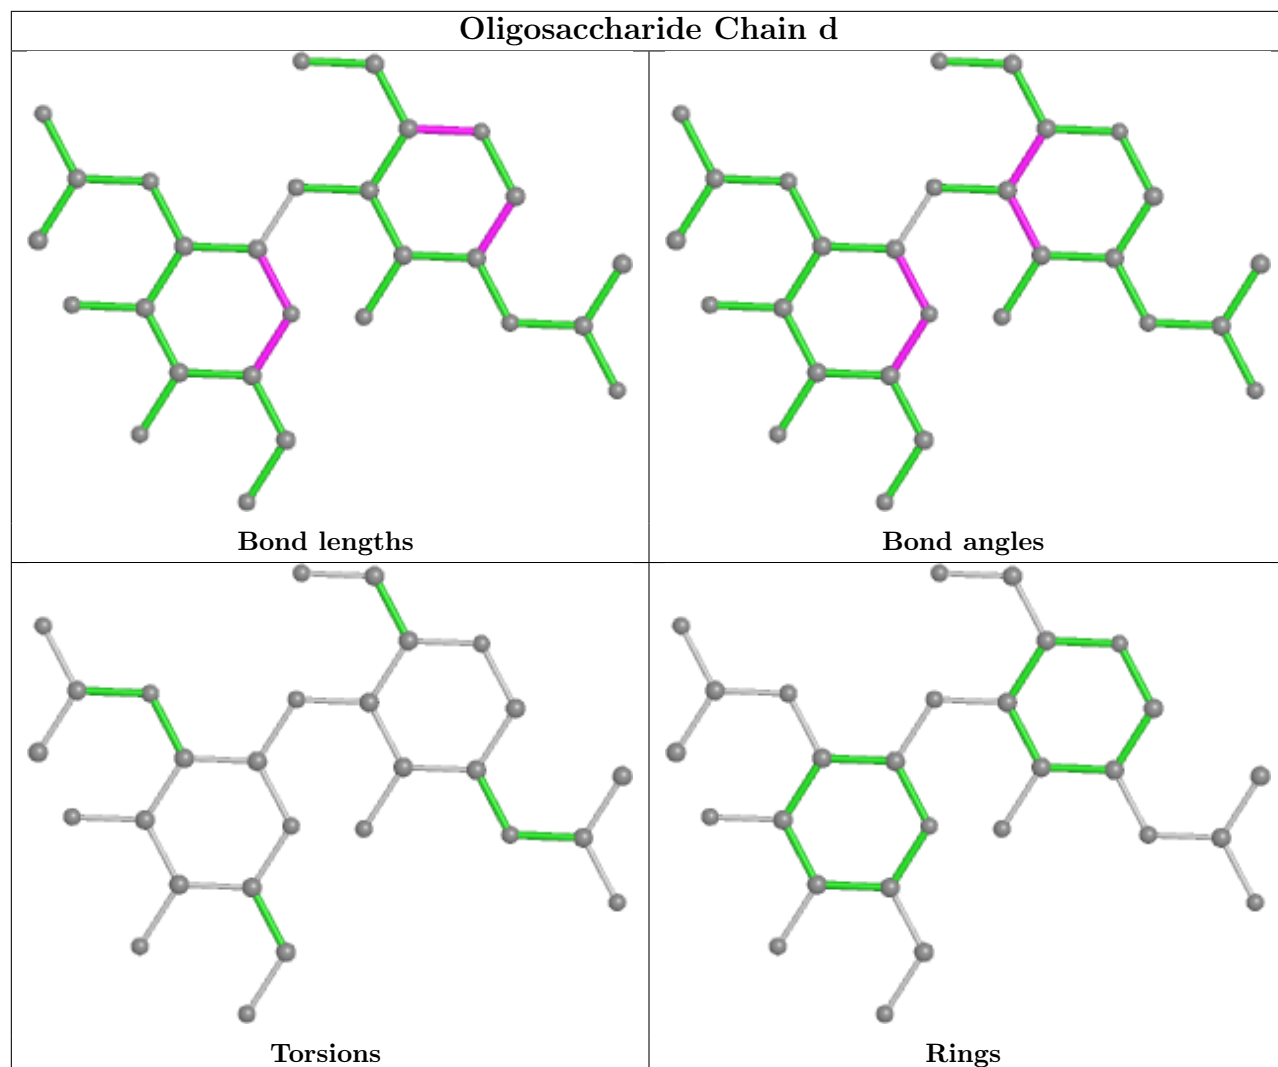 Oligosaccharide Chain d
Bond lengths
Bond angles
Torsions
Rings